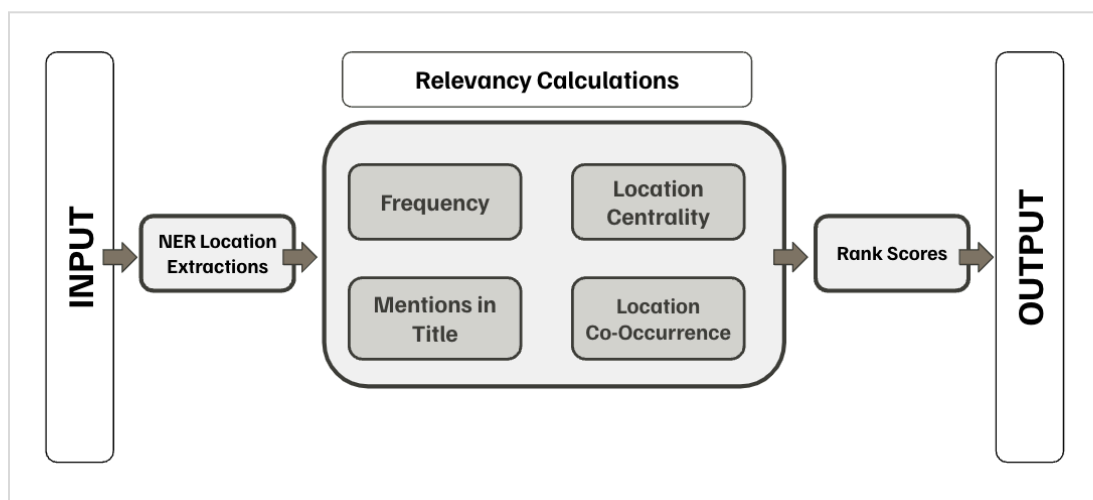 INPUT
NER Location
Extractions
Relevancy Calculations
Frequency
Location
Centrality
Mentions in
Title
Location
Co-Occurrence
Rank Scores
OUTPUT